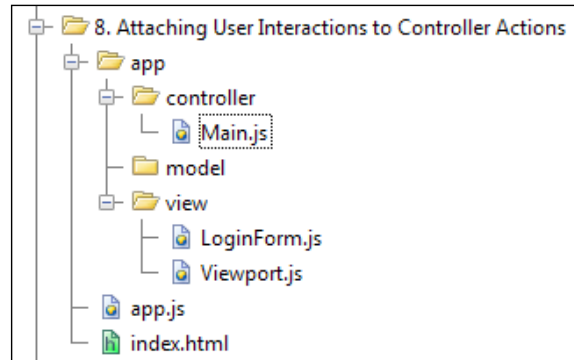 8. Attaching User Interactions to Controller Actions
app
controller
Main.js
model
view
LoginForm.js
Viewport.js
app.js
index.html